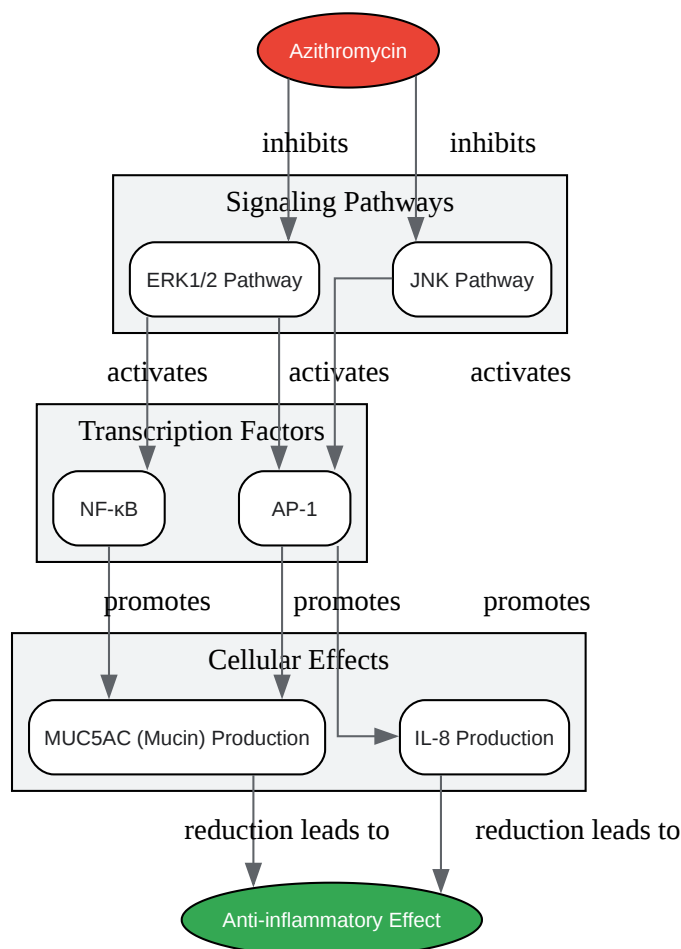 Azithromycin
inhibits
inhibits
Signaling Pathways
ERK1/2 Pathway
JNK Pathway
activates
activates
activates
Transcription Factors
NF-κB
AP-1
promotes
promotes
promotes
Cellular Effects
MUC5AC (Mucin) Production
IL-8 Production
reduction leads to
reduction leads to
Anti-inflammatory Effect